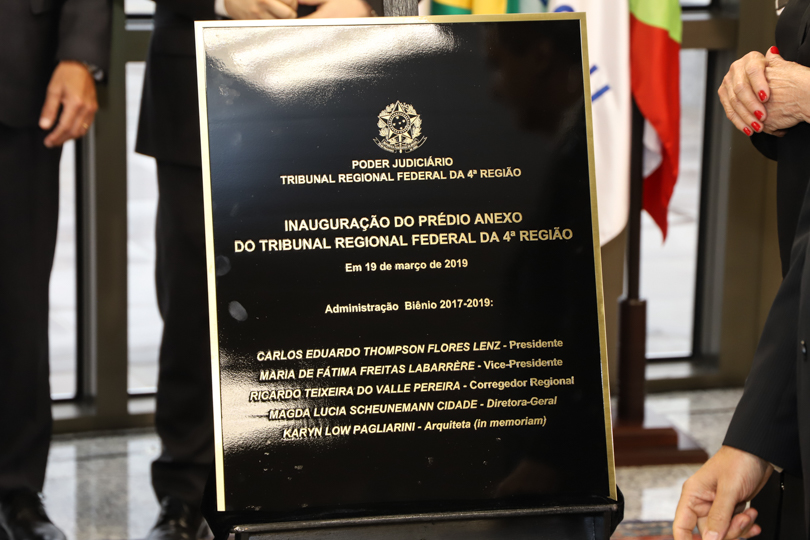 PODER JUDICIÁRIO
TRIBUNAL REGIONAL FEDERAL DA 4ª REGIÃO
INAUGURAÇÃO DO PRÉDIO ANEXO
DO TRIBUNAL REGIONAL FEDERAL DA 4ª REGIÃO
Em 19 de março de 2019
Administração Biênio 2017-2019:
CARLOS EDUARDO THOMPSON FLORES LENZ - Presidente
MARIA DE FÁTIMA FREITAS LABARRÈRE - Vice-Presidente
RICARDO TEIXEIRA DO VALLE PEREIRA - Corregedor Regional
MAGDA LUCIA SCHEUNEMANN CIDADE - Diretora-Geral
KARYN LOW PAGLIARINI - Arquiteta (in memoriam)